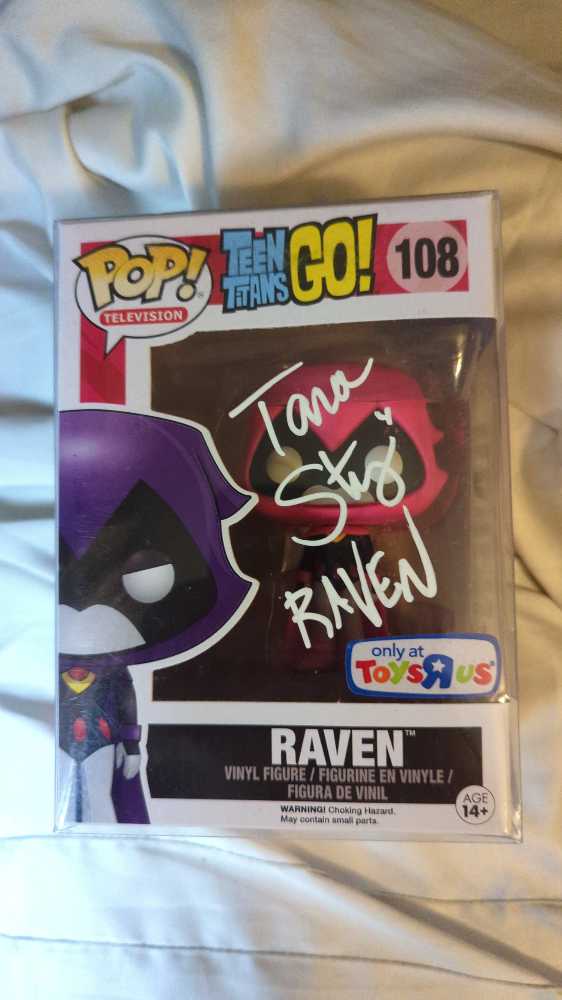 POP!
TELEVISION
TEEN
TITANS GO!
108
Tara
Strong
RAVEN
only at
ToysRus
RAVEN™
VINYL FIGURE / FIGURINE EN VINYLE /
FIGURA DE VINIL
WARNING! Choking Hazard.
May contain small parts.
AGE
14+